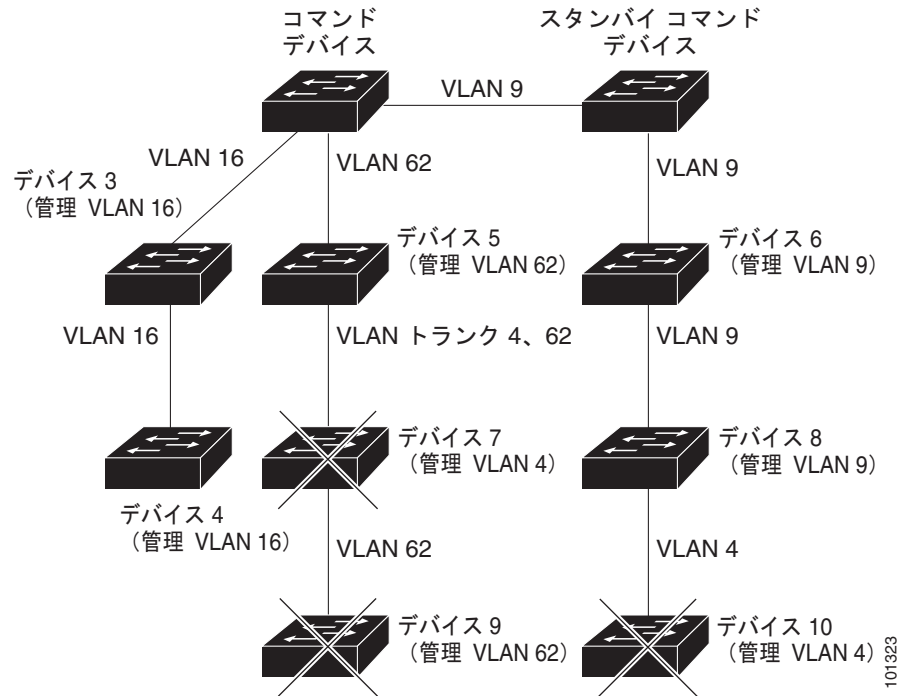 コマンド
デバイス
スタンバイ コマンド
デバイス
VLAN 9
VLAN 16
VLAN 62
VLAN 9
デバイス 3
（管理 VLAN 16）
デバイス 5
（管理 VLAN 62）
デバイス 6
（管理 VLAN 9）
VLAN 16
VLAN トランク 4、62
VLAN 9
デバイス 7
（管理 VLAN 4）
デバイス 8
（管理 VLAN 9）
デバイス 4
（管理 VLAN 16）
VLAN 62
VLAN 4
デバイス 9
（管理 VLAN 62）
デバイス 10
（管理 VLAN 4）
101323